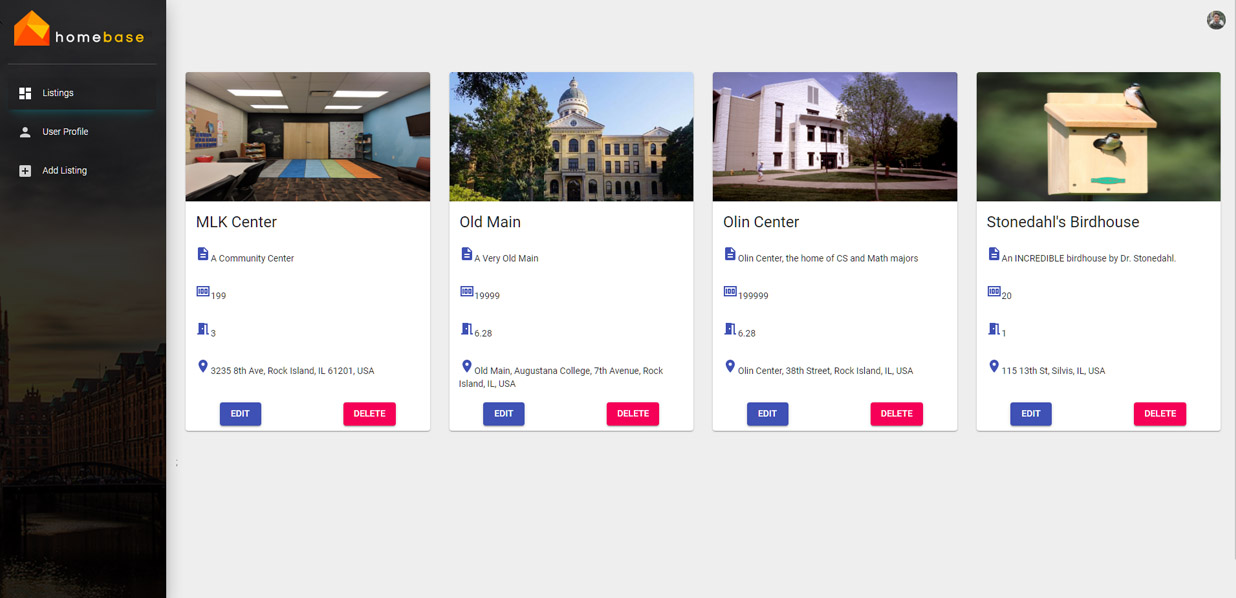 homebase
Listings
User Profile
Add Listing
MLK Center
A Community Center
199
3
3235 8th Ave, Rock Island, IL 61201, USA
EDIT DELETE
Old Main
A Very Old Main
19999
6.28
Old Main, Augustana College, 7th Avenue, Rock
Island, IL, USA
EDIT DELETE
Olin Center
Olin Center, the home of CS and Math majors
199999
6.28
Olin Center, 38th Street, Rock Island, IL, USA
EDIT DELETE
Stonedahl's Birdhouse
An INCREDIBLE birdhouse by Dr. Stonedahl.
20
1
115 13th St, Silvis, IL, USA
EDIT DELETE
;